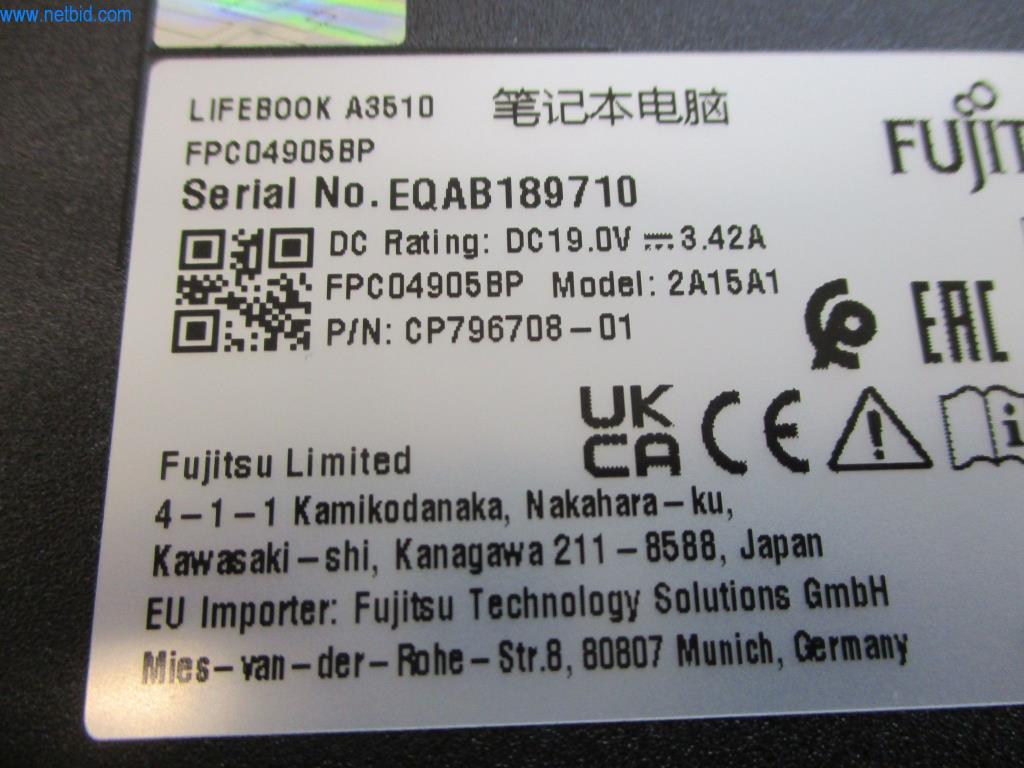 www.netbid.com
LIFEBOOK A3510 笔记本电脑
FPC04905BP
FUJIT
Serial No. EQAB189710
DC Rating: DC19.0V ⎓ 3.42A
FPC04905BP Model: 2A15A1
P/N: CP796708-01
EAC
UK
CA CE
Fujitsu Limited
4-1-1 Kamikodanaka, Nakahara-ku,
Kawasaki-shi, Kanagawa 211-8588, Japan
EU Importer: Fujitsu Technology Solutions GmbH
Mies-van-der-Rohe-Str.8, 80807 Munich, Germany